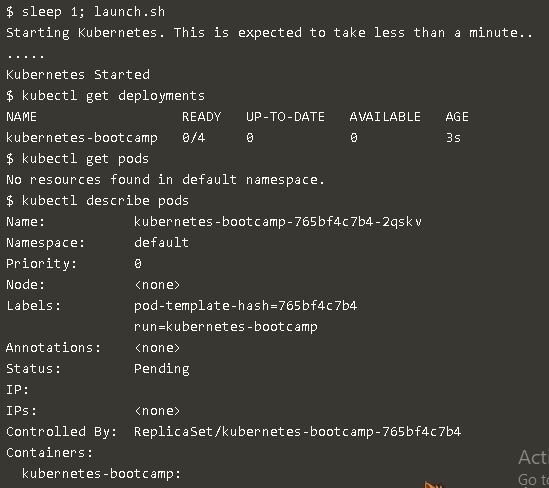 $ sleep 1; launch.sh
Starting Kubernetes. This is expected to take less than a minute..
.....
Kubernetes Started
$ kubectl get deployments
NAME READY UP-TO-DATE AVAILABLE AGE
kubernetes-bootcamp 0/4 0 0 3s
$ kubectl get pods
No resources found in default namespace.
$ kubectl describe pods
Name: kubernetes-bootcamp-765bf4c7b4-2qskv
Namespace: default
Priority: 0
Node: <none>
Labels: pod-template-hash=765bf4c7b4
run=kubernetes-bootcamp
Annotations: <none>
Status: Pending
IP:
IPs: <none>
Controlled By: ReplicaSet/kubernetes-bootcamp-765bf4c7b4
Containers:
kubernetes-bootcamp:
Go to